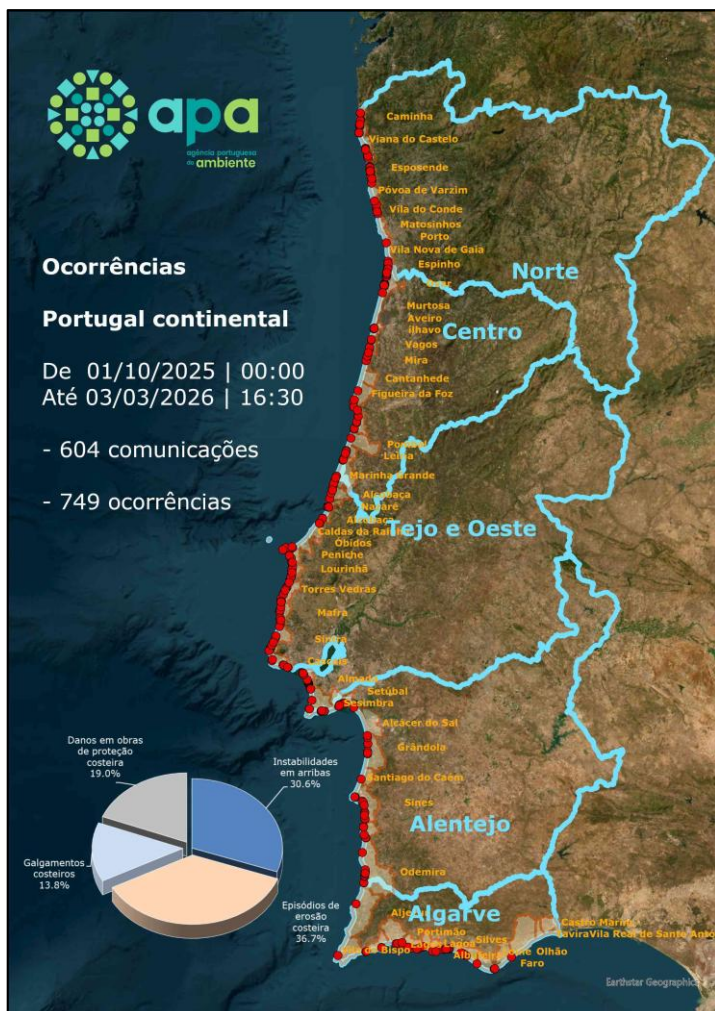 apa
agência portuguesa
do ambiente
Ocorrências
Portugal continental
De 01/10/2025 | 00:00
Até 03/03/2026 | 16:30
- 604 comunicações
- 749 ocorrências
Caminha
Viana do Castelo
Esposende
Póvoa de Varzim
Vila do Conde
Matosinhos
Porto
Vila Nova de Gaia
Espinho
Norte
Murtosa
Aveiro
Ílhavo
Centro
Vagos
Mira
Cantanhede
Figueira da Foz
Leiria
Marinha Grande
Alcobaça
Nazaré
Tejo e Oeste
Caldas da
Óbidos
Peniche
Lourinhã
Torres Vedras
Mafra
Sintra
Cascais
Almada
Setúbal
Sesimbra
Alcácer do Sal
Grândola
Santiago do Cacém
Sines
Alentejo
Odemira
Algarve
Portimão
Lagoa
Silves
Castro Marim
Vila Real de Santo
Olhão
Faro
Danos em obras
de proteção
costeira
19.0%
Instabilidades
em arribas
30.6%
Galgamentos
costeiros
13.8%
Episódios de
erosão
costeira
36.7%
Earthstar Geographics